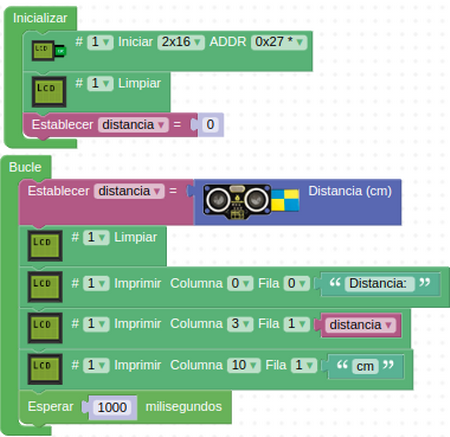 Inicializar
LCD # 1 Iniciar 2x16 ADDR 0x27 *
LCD # 1 Limpiar
Establecer distancia = 0
Bucle
Establecer distancia = Distancia (cm)
LCD # 1 Limpiar
LCD # 1 Imprimir Columna 0 Fila 0 “ Distancia: ”
LCD # 1 Imprimir Columna 3 Fila 1 distancia
LCD # 1 Imprimir Columna 10 Fila 1 “ cm ”
Esperar 1000 milisegundos